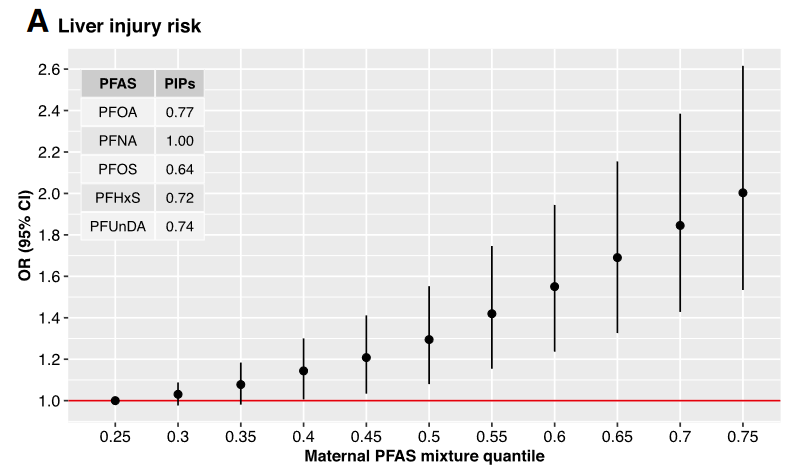 A Liver injury risk
OR (95% CI)
2.6
2.4
2.2
2.0
1.8
1.6
1.4
1.2
1.0
PFAS PIPs
PFOA 0.77
PFNA 1.00
PFOS 0.64
PFHxS 0.72
PFUnDA 0.74
0.25 0.3 0.35 0.4 0.45 0.5 0.55 0.6 0.65 0.7 0.75
Maternal PFAS mixture quantile